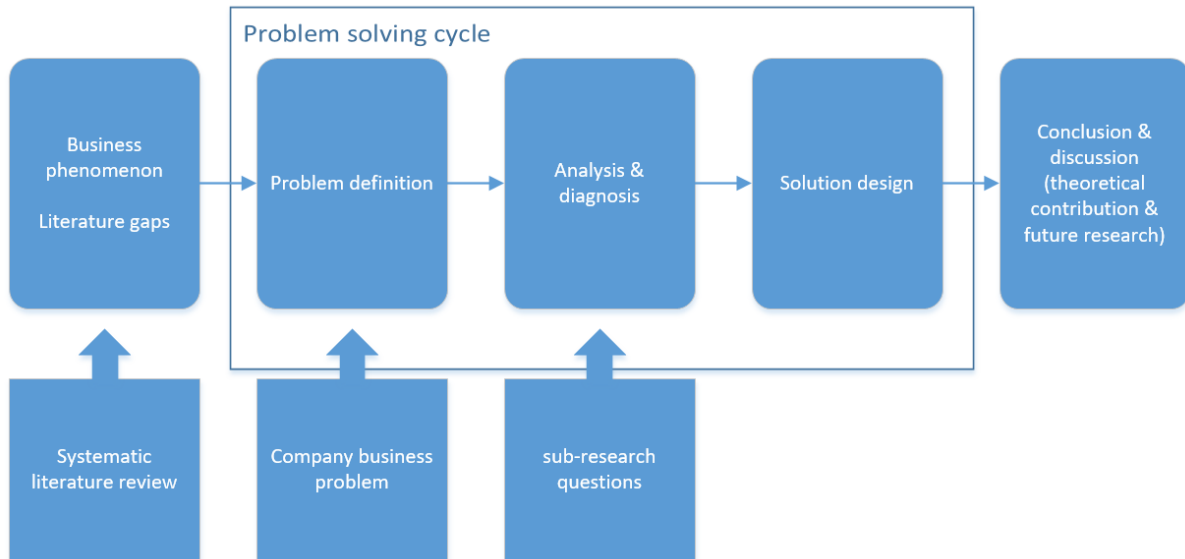 Problem solving cycle
Business
phenomenon
Literature gaps
Problem definition
Analysis &
diagnosis
Solution design
Conclusion &
discussion
(theoretical
contribution &
future research)
Systematic
literature review
Company business
problem
sub-research
questions